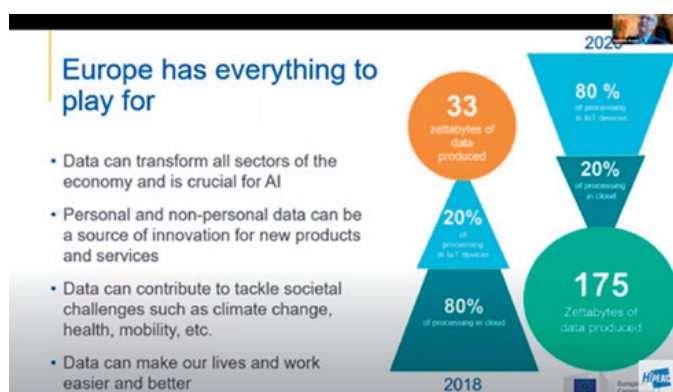 Europe has everything to
play for
• Data can transform all sectors of the
economy and is crucial for AI
• Personal and non-personal data can be
a source of innovation for new products
and services
• Data can contribute to tackle societal
challenges such as climate change,
health, mobility, etc.
• Data can make our lives and work
easier and better
33
zettabytes of
data
produced
20%
of
processing
in IoT devices
80%
of processing in cloud
2018
80 %
of processing
in IoT devices
20%
of processing
in cloud
175
Zettabytes of
data produced
HiPEAC